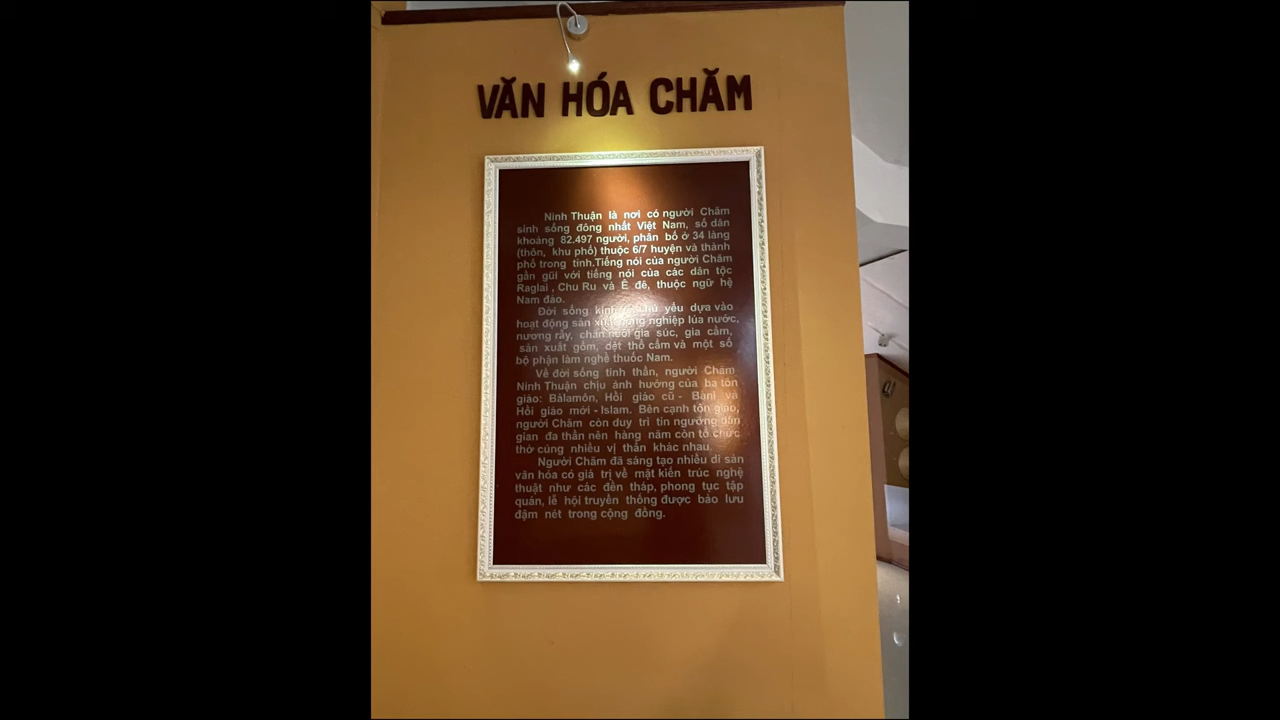 VĂN HÓA CHĂM
Ninh Thuận là nơi có người Chăm
sinh sống đông nhất Việt Nam, số dân
khoảng 82.497 người, phân bố ở 34 làng
(thôn, khu phố) thuộc 6/7 huyện và thành
phố trong tỉnh.Tiếng nói của người Chăm
gần gũi với tiếng nói của các dân tộc
Raglai , Chu Ru và Ê đê, thuộc ngữ hệ
Nam đảo.
Đời sống kinh tế chủ yếu dựa vào
hoạt động sản xuất nông nghiệp lúa nước,
nương rẫy, chăn nuôi gia súc, gia cầm,
sản xuất gốm, dệt thổ cẩm và một số
bộ phận làm nghề thuốc Nam.
Về đời sống tinh thần, người Chăm
Ninh Thuận chịu ảnh hưởng của ba tôn
giáo: Bàlamôn, Hồi giáo cũ - Bàni và
Hồi giáo mới - Islam. Bên cạnh tôn giáo,
người Chăm còn duy trì tín ngưỡng dân
gian đa thần nên hàng năm còn tổ chức
thờ cúng nhiều vị thần khác nhau.
Người Chăm đã sáng tạo nhiều di sản
văn hóa có giá trị về mặt kiến trúc nghệ
thuật như các đền tháp, phong tục tập
quán, lễ hội truyền thống được bảo lưu
đậm nét trong cộng đồng.